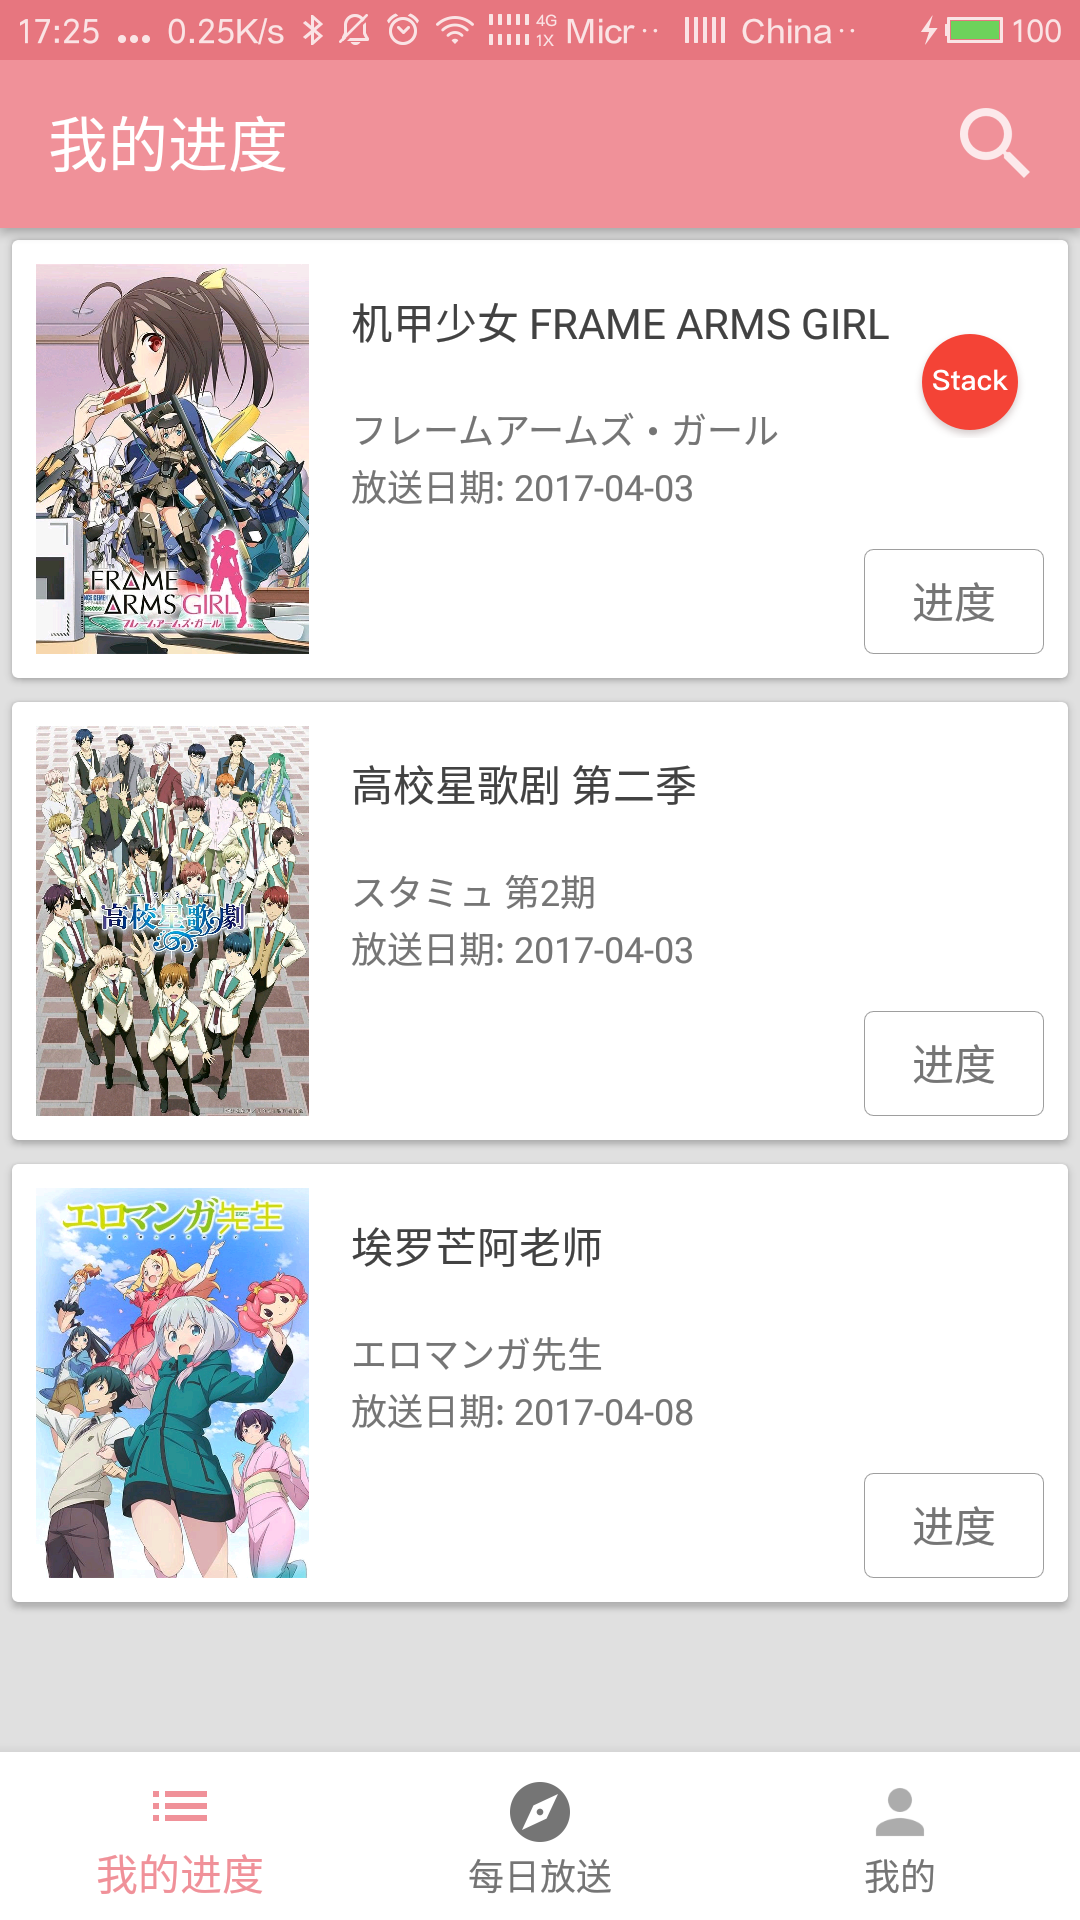 17:25 ... 0.25K/s 4G 1X Micr·· China·· 100
我的进度
机甲少女 FRAME ARMS GIRL
Stack
フレームアームズ・ガール
放送日期: 2017-04-03
进度
FRAME
ARMS GIRL
フレームアームズ・ガール
高校星歌剧 第二季
スタミュ 第2期
放送日期: 2017-04-03
进度
高校星歌劇
エロマンガ先生
埃罗芒阿老师
エロマンガ先生
放送日期: 2017-04-08
进度
我的进度
每日放送
我的